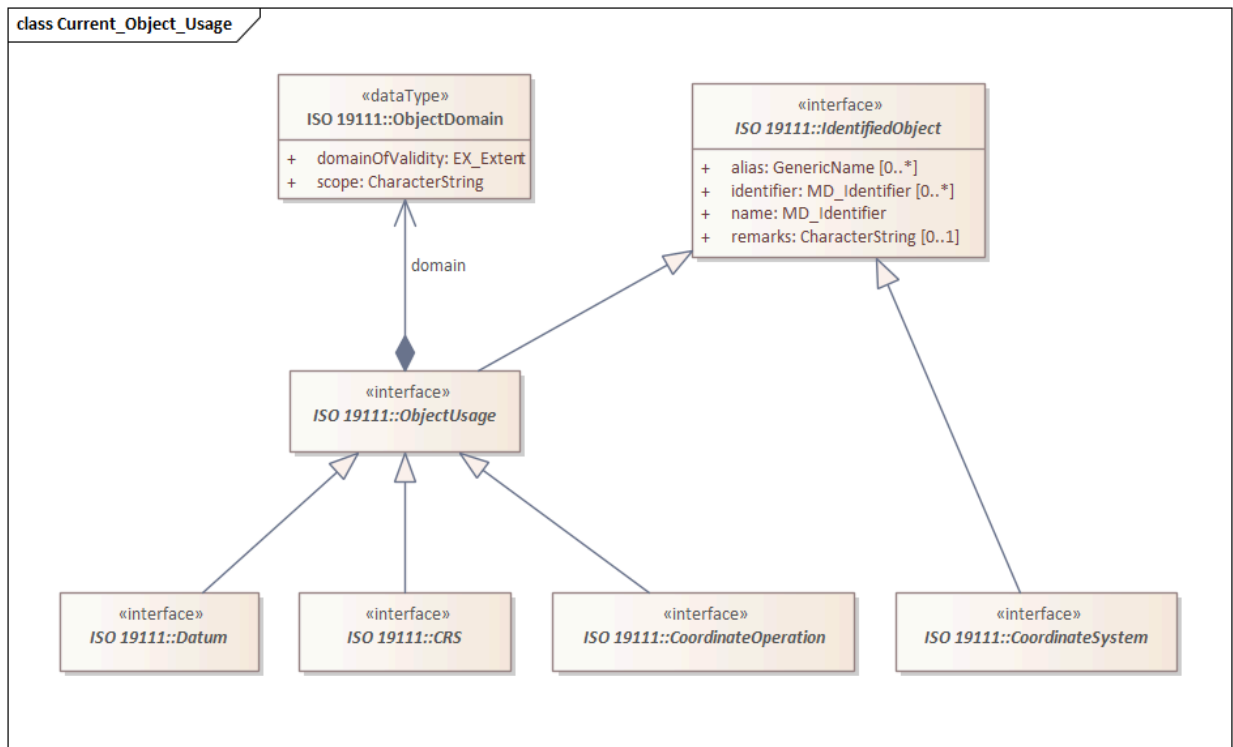 class Current_Object_Usage
«dataType»
ISO 19111::ObjectDomain
+ domainOfValidity: EX_Extent
+ scope: CharacterString
«interface»
ISO 19111::IdentifiedObject
+ alias: GenericName [0..*]
+ identifier: MD_Identifier [0..*]
+ name: MD_Identifier
+ remarks: CharacterString [0..1]
domain
«interface»
ISO 19111::ObjectUsage
«interface»
ISO 19111::Datum
«interface»
ISO 19111::CRS
«interface»
ISO 19111::CoordinateOperation
«interface»
ISO 19111::CoordinateSystem